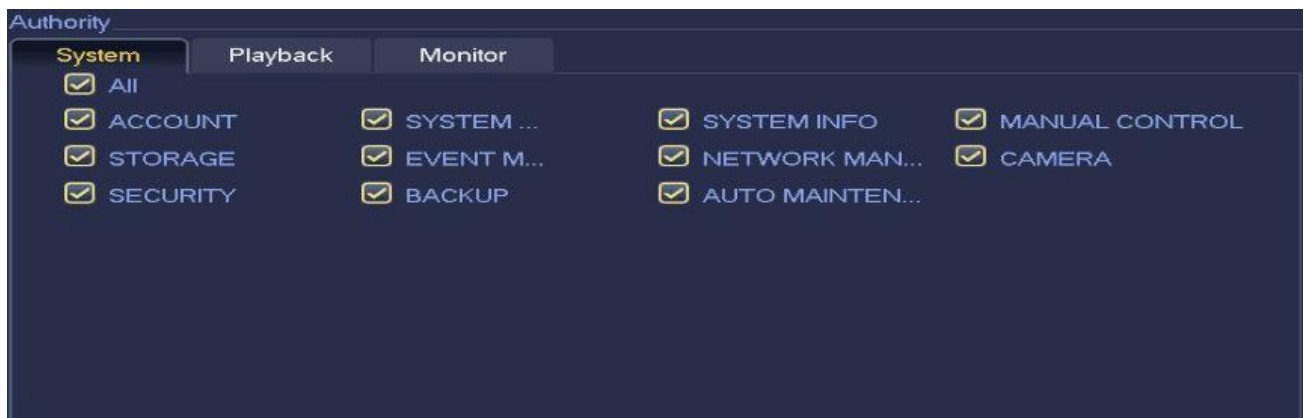 Authority
System Playback Monitor
All
ACCOUNT SYSTEM ... SYSTEM INFO MANUAL CONTROL
STORAGE EVENT M... NETWORK MAN... CAMERA
SECURITY BACKUP AUTO MAINTEN...